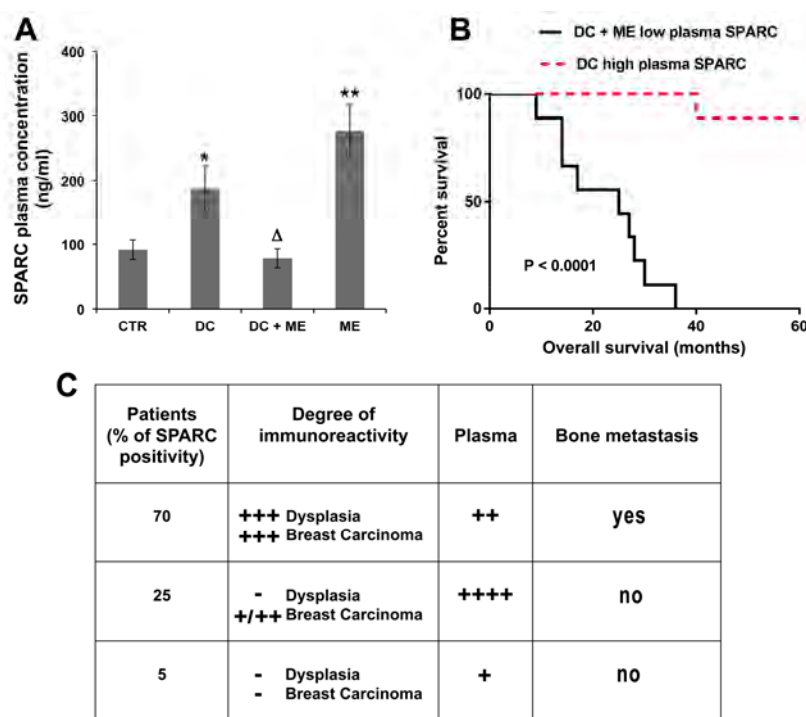 A
SPARC plasma concentration
(ng/ml)
400
300
200
100
0
*
Δ
**
CTR
DC
DC + ME
ME
B
DC + ME low plasma SPARC
DC high plasma SPARC
Percent survival
100
50
0
P < 0.0001
0
20
40
60
Overall survival (months)
C
Patients
(% of SPARC
positivity)
Degree of
immunoreactivity
Plasma
Bone metastasis
70
+++ Dysplasia
+++ Breast Carcinoma
++
yes
25
- Dysplasia
+/++ Breast Carcinoma
++++
no
5
- Dysplasia
- Breast Carcinoma
+
no